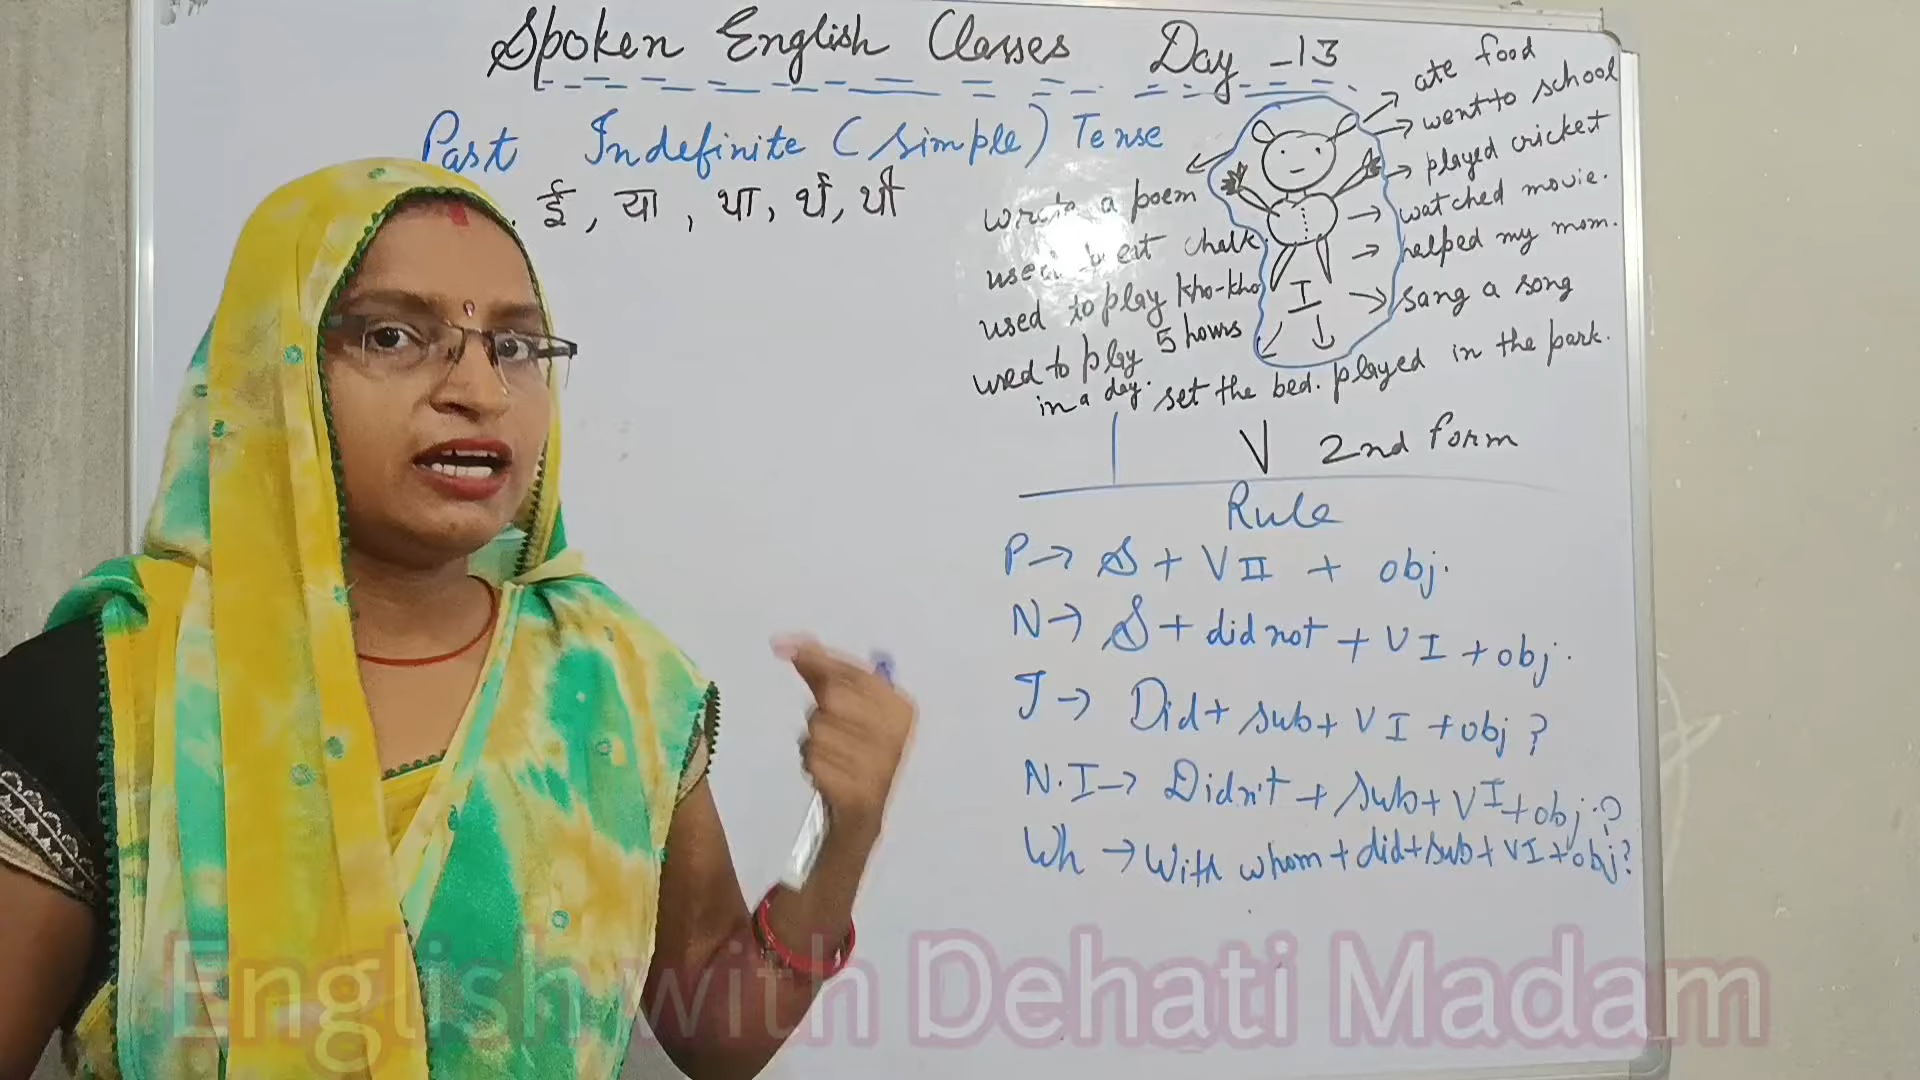 Spoken English Classes Day - 13
Past Indefinite (simple) Tense
ई, या, था, थे, थी
ate food
went to school
played cricket
watched movie.
helped my mom.
sang a song
played in the park.
set the bed.
wrote a poem
used chalk
used to play kho-kho
used to play 5 hours
in a day.
V 2nd form
Rule
P → S + V II + obj.
N → S + did not + V I + obj.
I → Did + sub + V I + obj ?
N.I → Didn't + sub + V I + obj. ?
Wh → With whom + did + sub + V I + obj ?
I
English with Dehati Madam